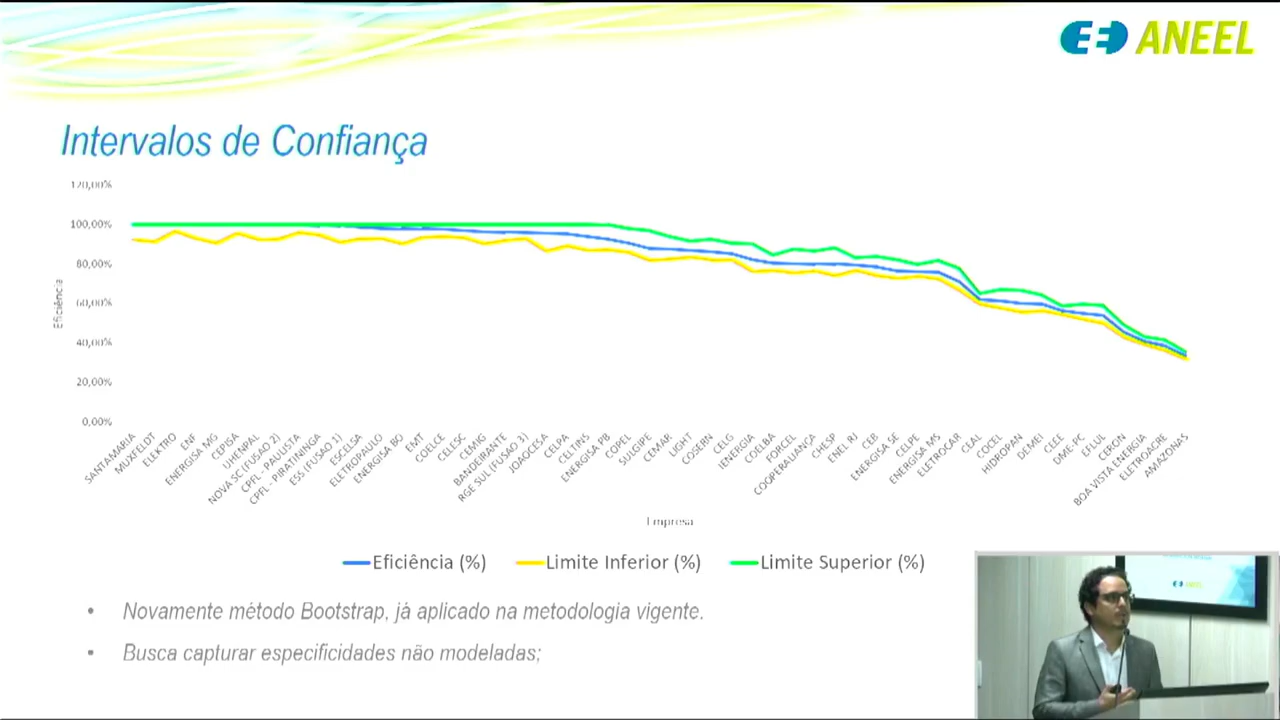 ANEEL
Intervalos de Confiança
120,00%
100,00%
80,00%
60,00%
40,00%
20,00%
0,00%
Eficiência
SANTAMARIA
MUXFELDT
ELEKTRO
ENF
ENERGISA MG
CEPISA
UHENPAL
NOVA SC (FUSAO 2)
CPFL - PAULISTA
CPFL - PIRATININGA
ESS (FUSAO 1)
ESCELSA
ELETROPAULO
ENERGISA BO
EMT
COELCE
CELESC
CEMIG
BANDEIRANTE
RGE SUL (FUSAO 3)
JOAOCESA
CELPA
CELTINS
ENERGISA PB
COPEL
SULGIPE
CEMAR
LIGHT
COSERN
CELG
IENERGIA
COELBA
FORCEL
COOPERALIANÇA
CHESP
ENEL RJ
CEB
ENERGISA SE
CELPE
ENERGISA MS
ELETROCAR
CEAL
COCEL
HIDROPAN
DEMEI
CEEE
DME-PC
EFLUL
CERGN
BOA VISTA ENERGIA
ELETROACRE
AMAZONAS
Empresa
Eficiência (%) Limite Inferior (%) Limite Superior (%)
• Novamente método Bootstrap, já aplicado na metodologia vigente.
• Busca capturar especificidades não modeladas;
ANEEL